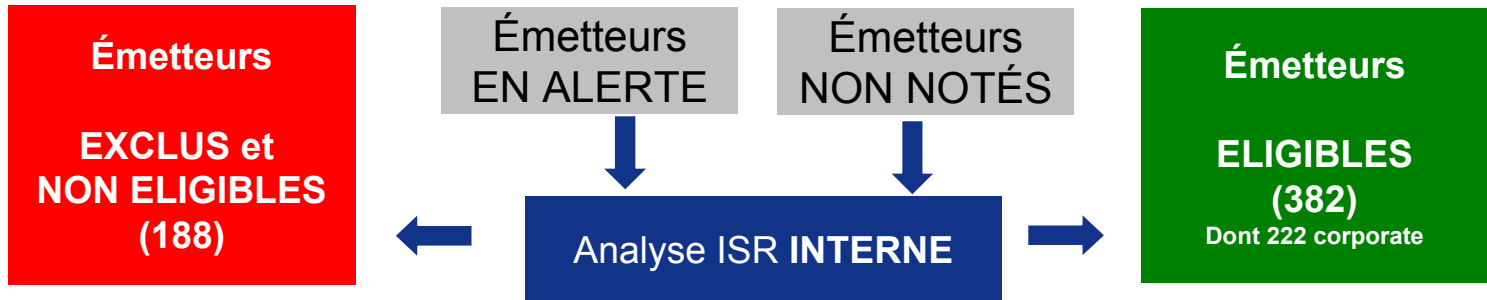 Émetteurs
EXCLUS et
NON ELIGIBLES
(188)
Émetteurs
EN ALERTE
Émetteurs
NON NOTÉS
Analyse ISR INTERNE
Émetteurs
ELIGIBLES
(382)
Dont 222 corporate